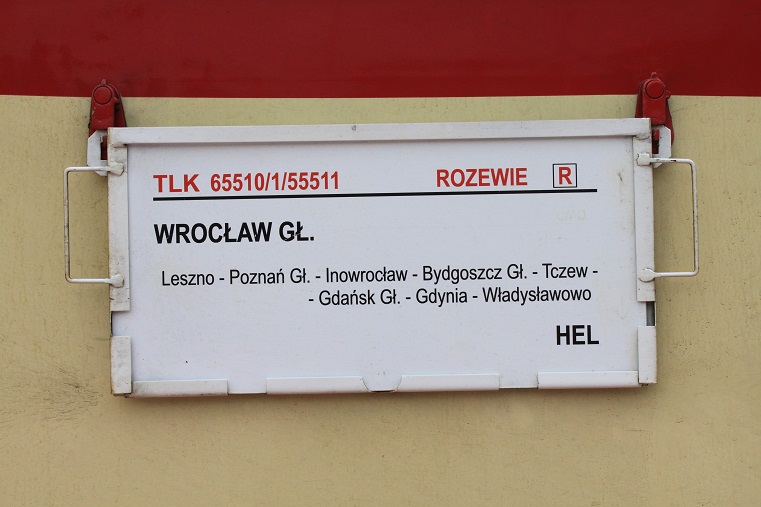 TLK 65510/1/55511 ROZEWIE R
WROCŁAW GŁ.
Leszno - Poznań Gł. - Inowrocław - Bydgoszcz Gł. - Tczew -
- Gdańsk Gł. - Gdynia - Władysławowo
HEL